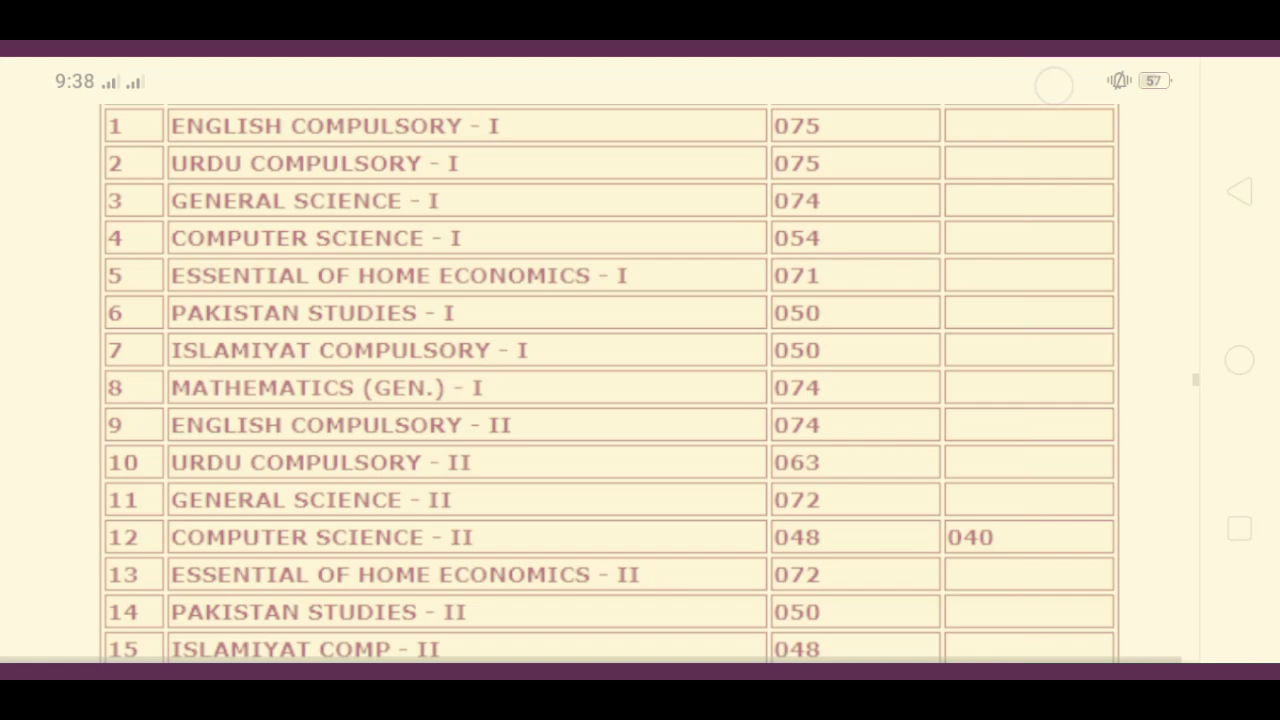 9:38 57
1 ENGLISH COMPULSORY - I 075
2 URDU COMPULSORY - I 075
3 GENERAL SCIENCE - I 074
4 COMPUTER SCIENCE - I 054
5 ESSENTIAL OF HOME ECONOMICS - I 071
6 PAKISTAN STUDIES - I 050
7 ISLAMIYAT COMPULSORY - I 050
8 MATHEMATICS (GEN.) - I 074
9 ENGLISH COMPULSORY - II 074
10 URDU COMPULSORY - II 063
11 GENERAL SCIENCE - II 072
12 COMPUTER SCIENCE - II 048 040
13 ESSENTIAL OF HOME ECONOMICS - II 072
14 PAKISTAN STUDIES - II 050
15 ISLAMIYAT COMP - II 048